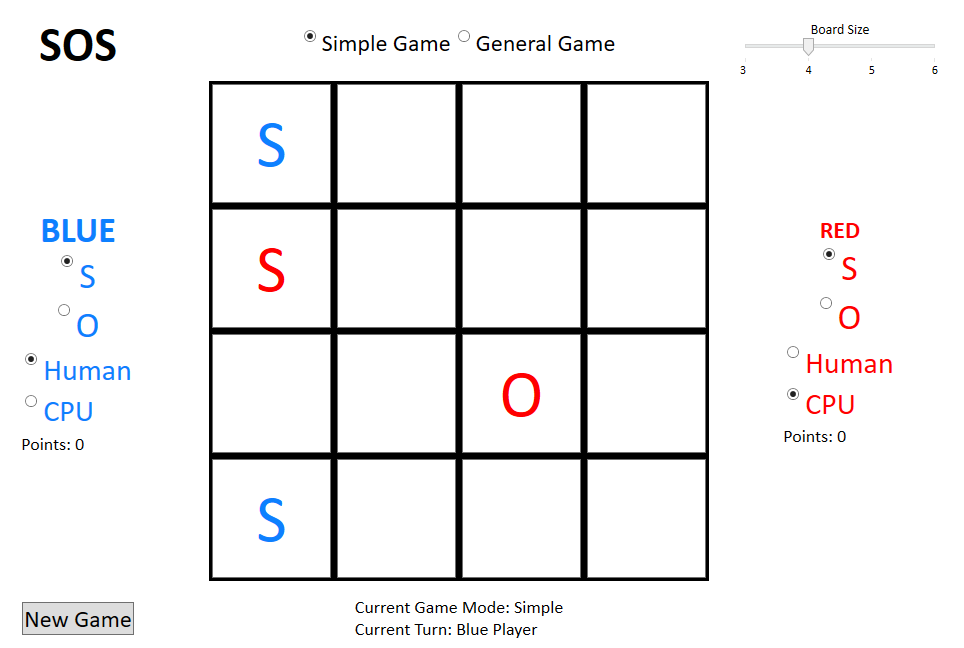 SOS
Simple Game General Game
Board Size
3 4 5 6
S
S
O
S
BLUE
S
O
Human
CPU
Points: 0
RED
S
O
Human
CPU
Points: 0
New Game
Current Game Mode: Simple
Current Turn: Blue Player